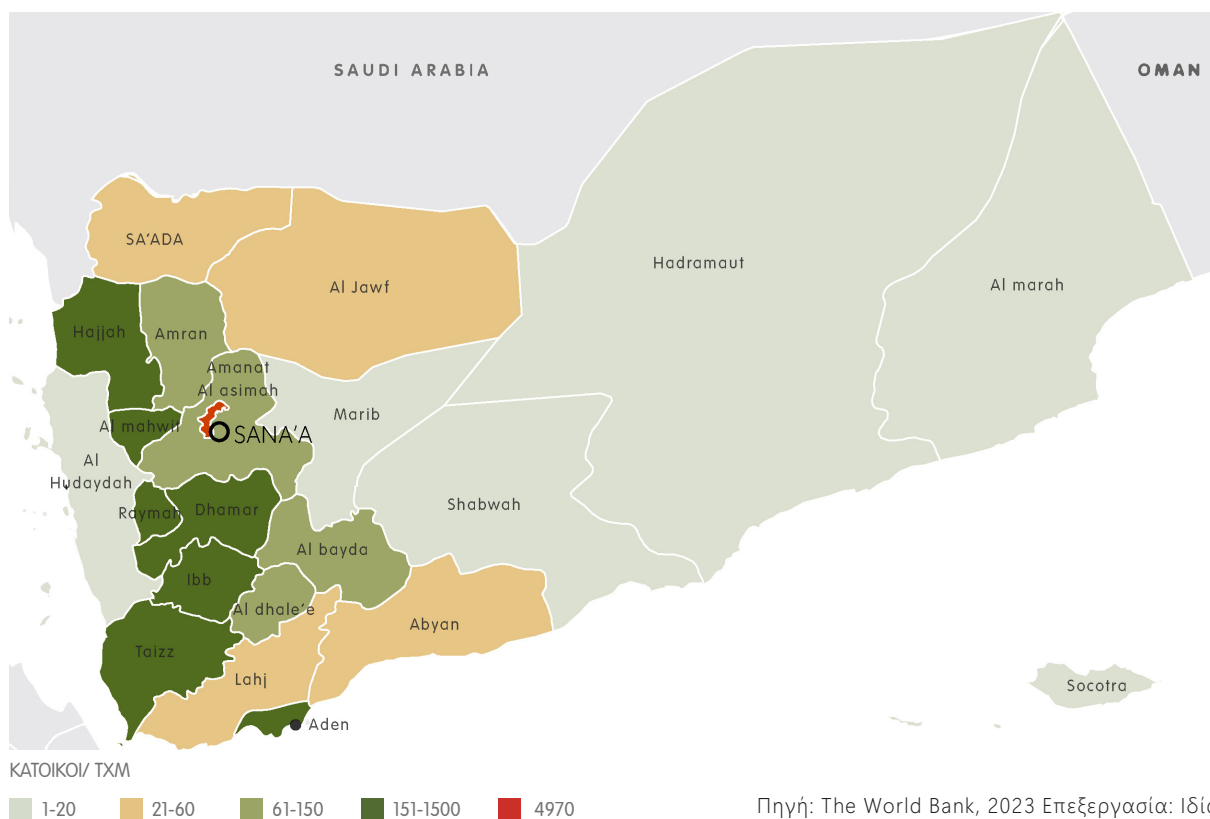 SAUDI ARABIA
OMAN
SA'ADA
Hadramaut
Al Jawf
Al marah
Hajjah
Amran
Amanat
Al asimah
Marib
Al mahwit
SANA'A
Al
Hudaydah
Shabwah
Raymah
Dhamar
Al bayda
Ibb
Al dhale'e
Abyan
Taizz
Lahj
Socotra
Aden
ΚΑΤΟΙΚΟΙ/ ΤΧΜ
1-20
21-60
61-150
151-1500
4970
Πηγή: The World Bank, 2023 Επεξεργασία: